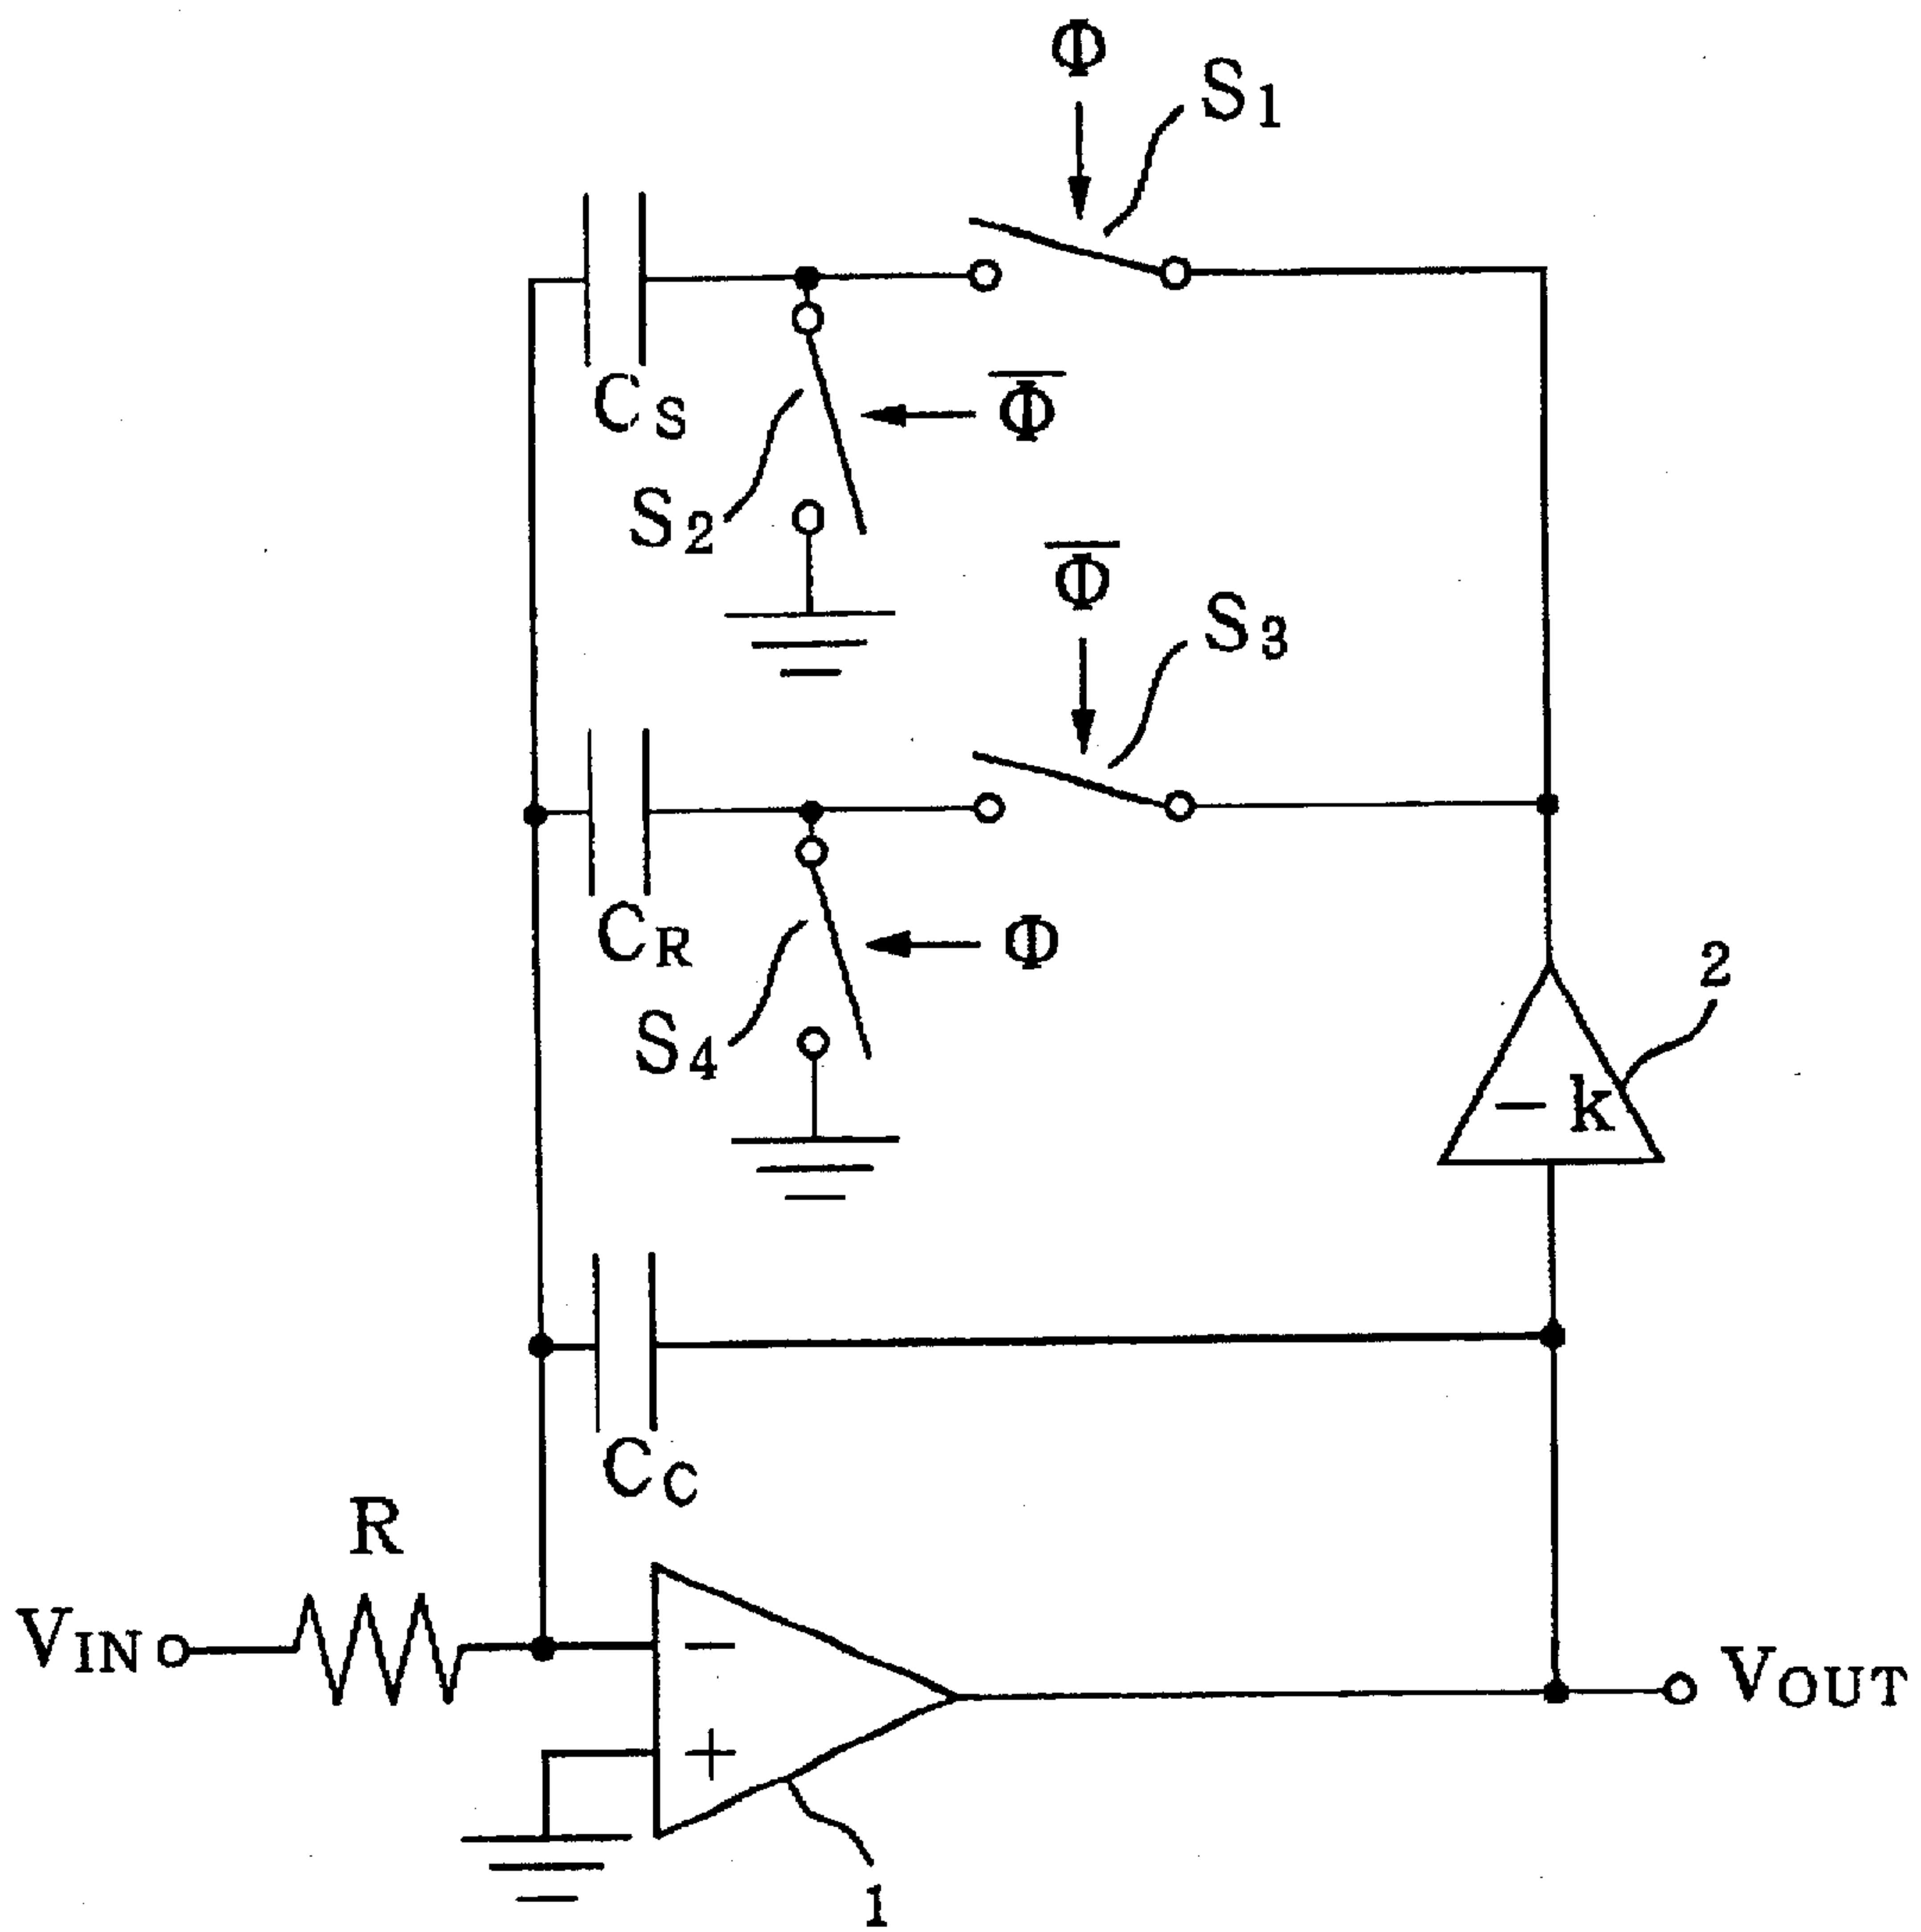 Φ
S1
CS
Φ̅
S2
Φ̅
S3
CR
Φ
S4
2
− k
CC
R
VIN
−
+
VOUT
1